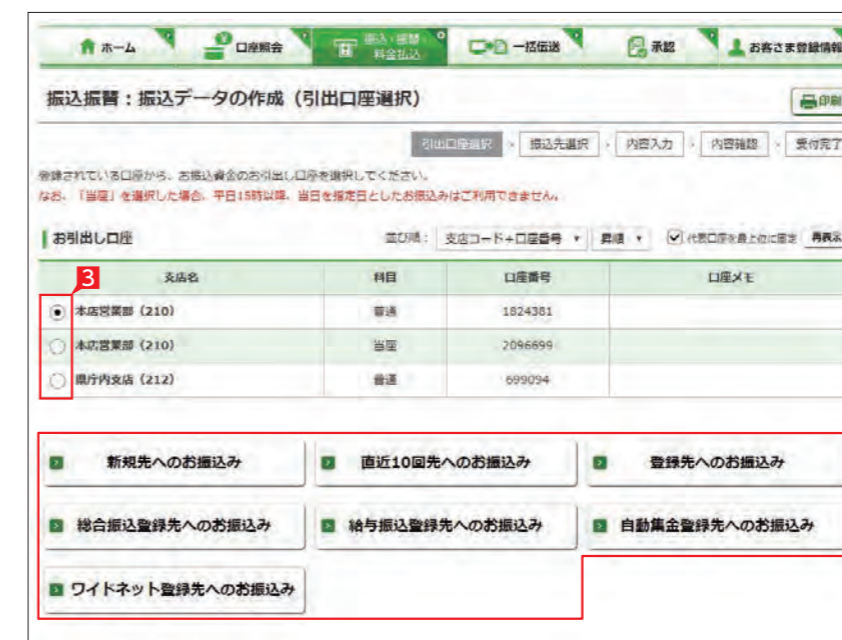 ホーム 口座照会 振込・振替・ 一括伝送 承認 お客さま登録情報
料金払込
振込振替：振込データの作成（引出口座選択）
印刷
引出口座選択 振込先選択 内容入力 内容確認 受付完了
登録されている口座から、お振込資金のお引出し口座を選択してください。
なお、「当座」を選択した場合、平日15時以降、当日を指定日としたお振込みはご利用できません。
お引出し口座 並び順： 支店コード+口座番号 昇順 代表口座を最上位に固定 再表示
3
支店名 科目 口座番号 口座メモ
本店営業部（210） 普通 1824381
本店営業部（210） 当座 2096699
県庁内支店（212） 普通 699094
新規先へのお振込み 直近10回先へのお振込み 登録先へのお振込み
総合振込登録先へのお振込み 給与振込登録先へのお振込み 自動集金登録先へのお振込み
ワイドネット登録先へのお振込み